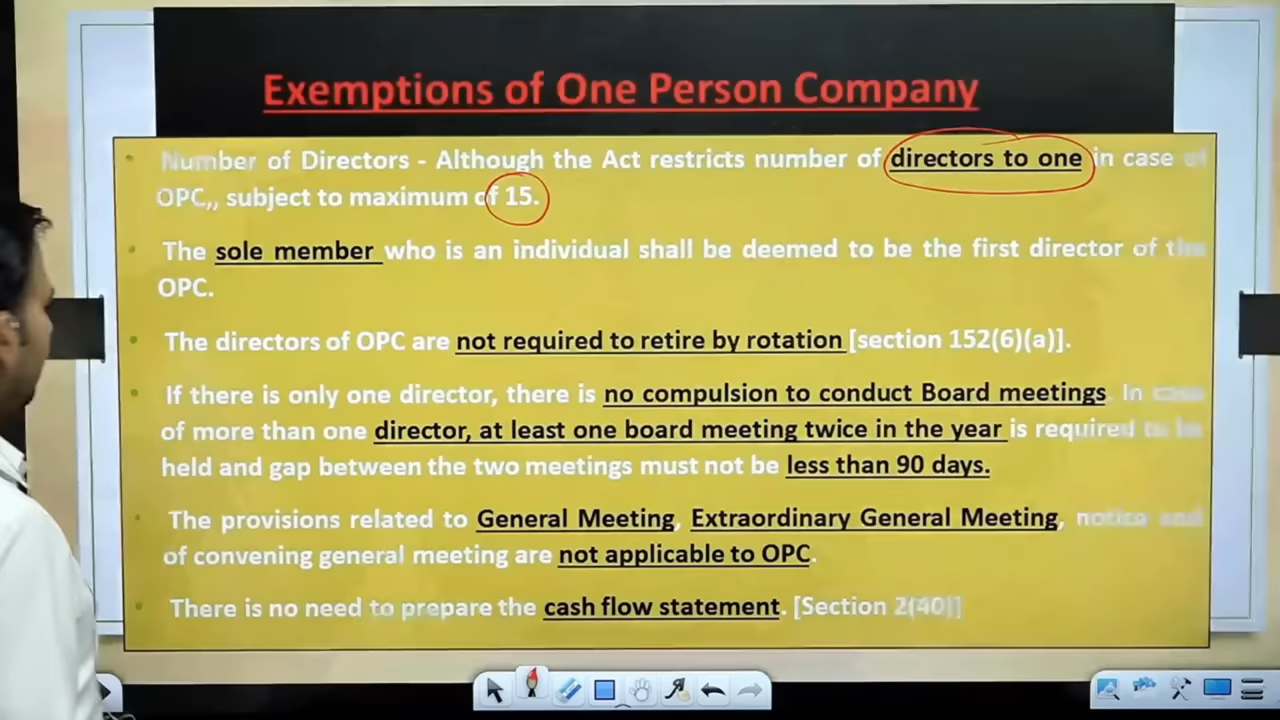 Exemptions of One Person Company
Number of Directors - Although the Act restricts number of directors to one in case of
OPC,, subject to maximum of 15.
The sole member who is an individual shall be deemed to be the first director of the
OPC.
The directors of OPC are not required to retire by rotation [section 152(6)(a)].
If there is only one director, there is no compulsion to conduct Board meetings. In case
of more than one director, at least one board meeting twice in the year is required to be
held and gap between the two meetings must not be less than 90 days.
The provisions related to General Meeting, Extraordinary General Meeting, notice and
of convening general meeting are not applicable to OPC.
There is no need to prepare the cash flow statement. [Section 2(40)]